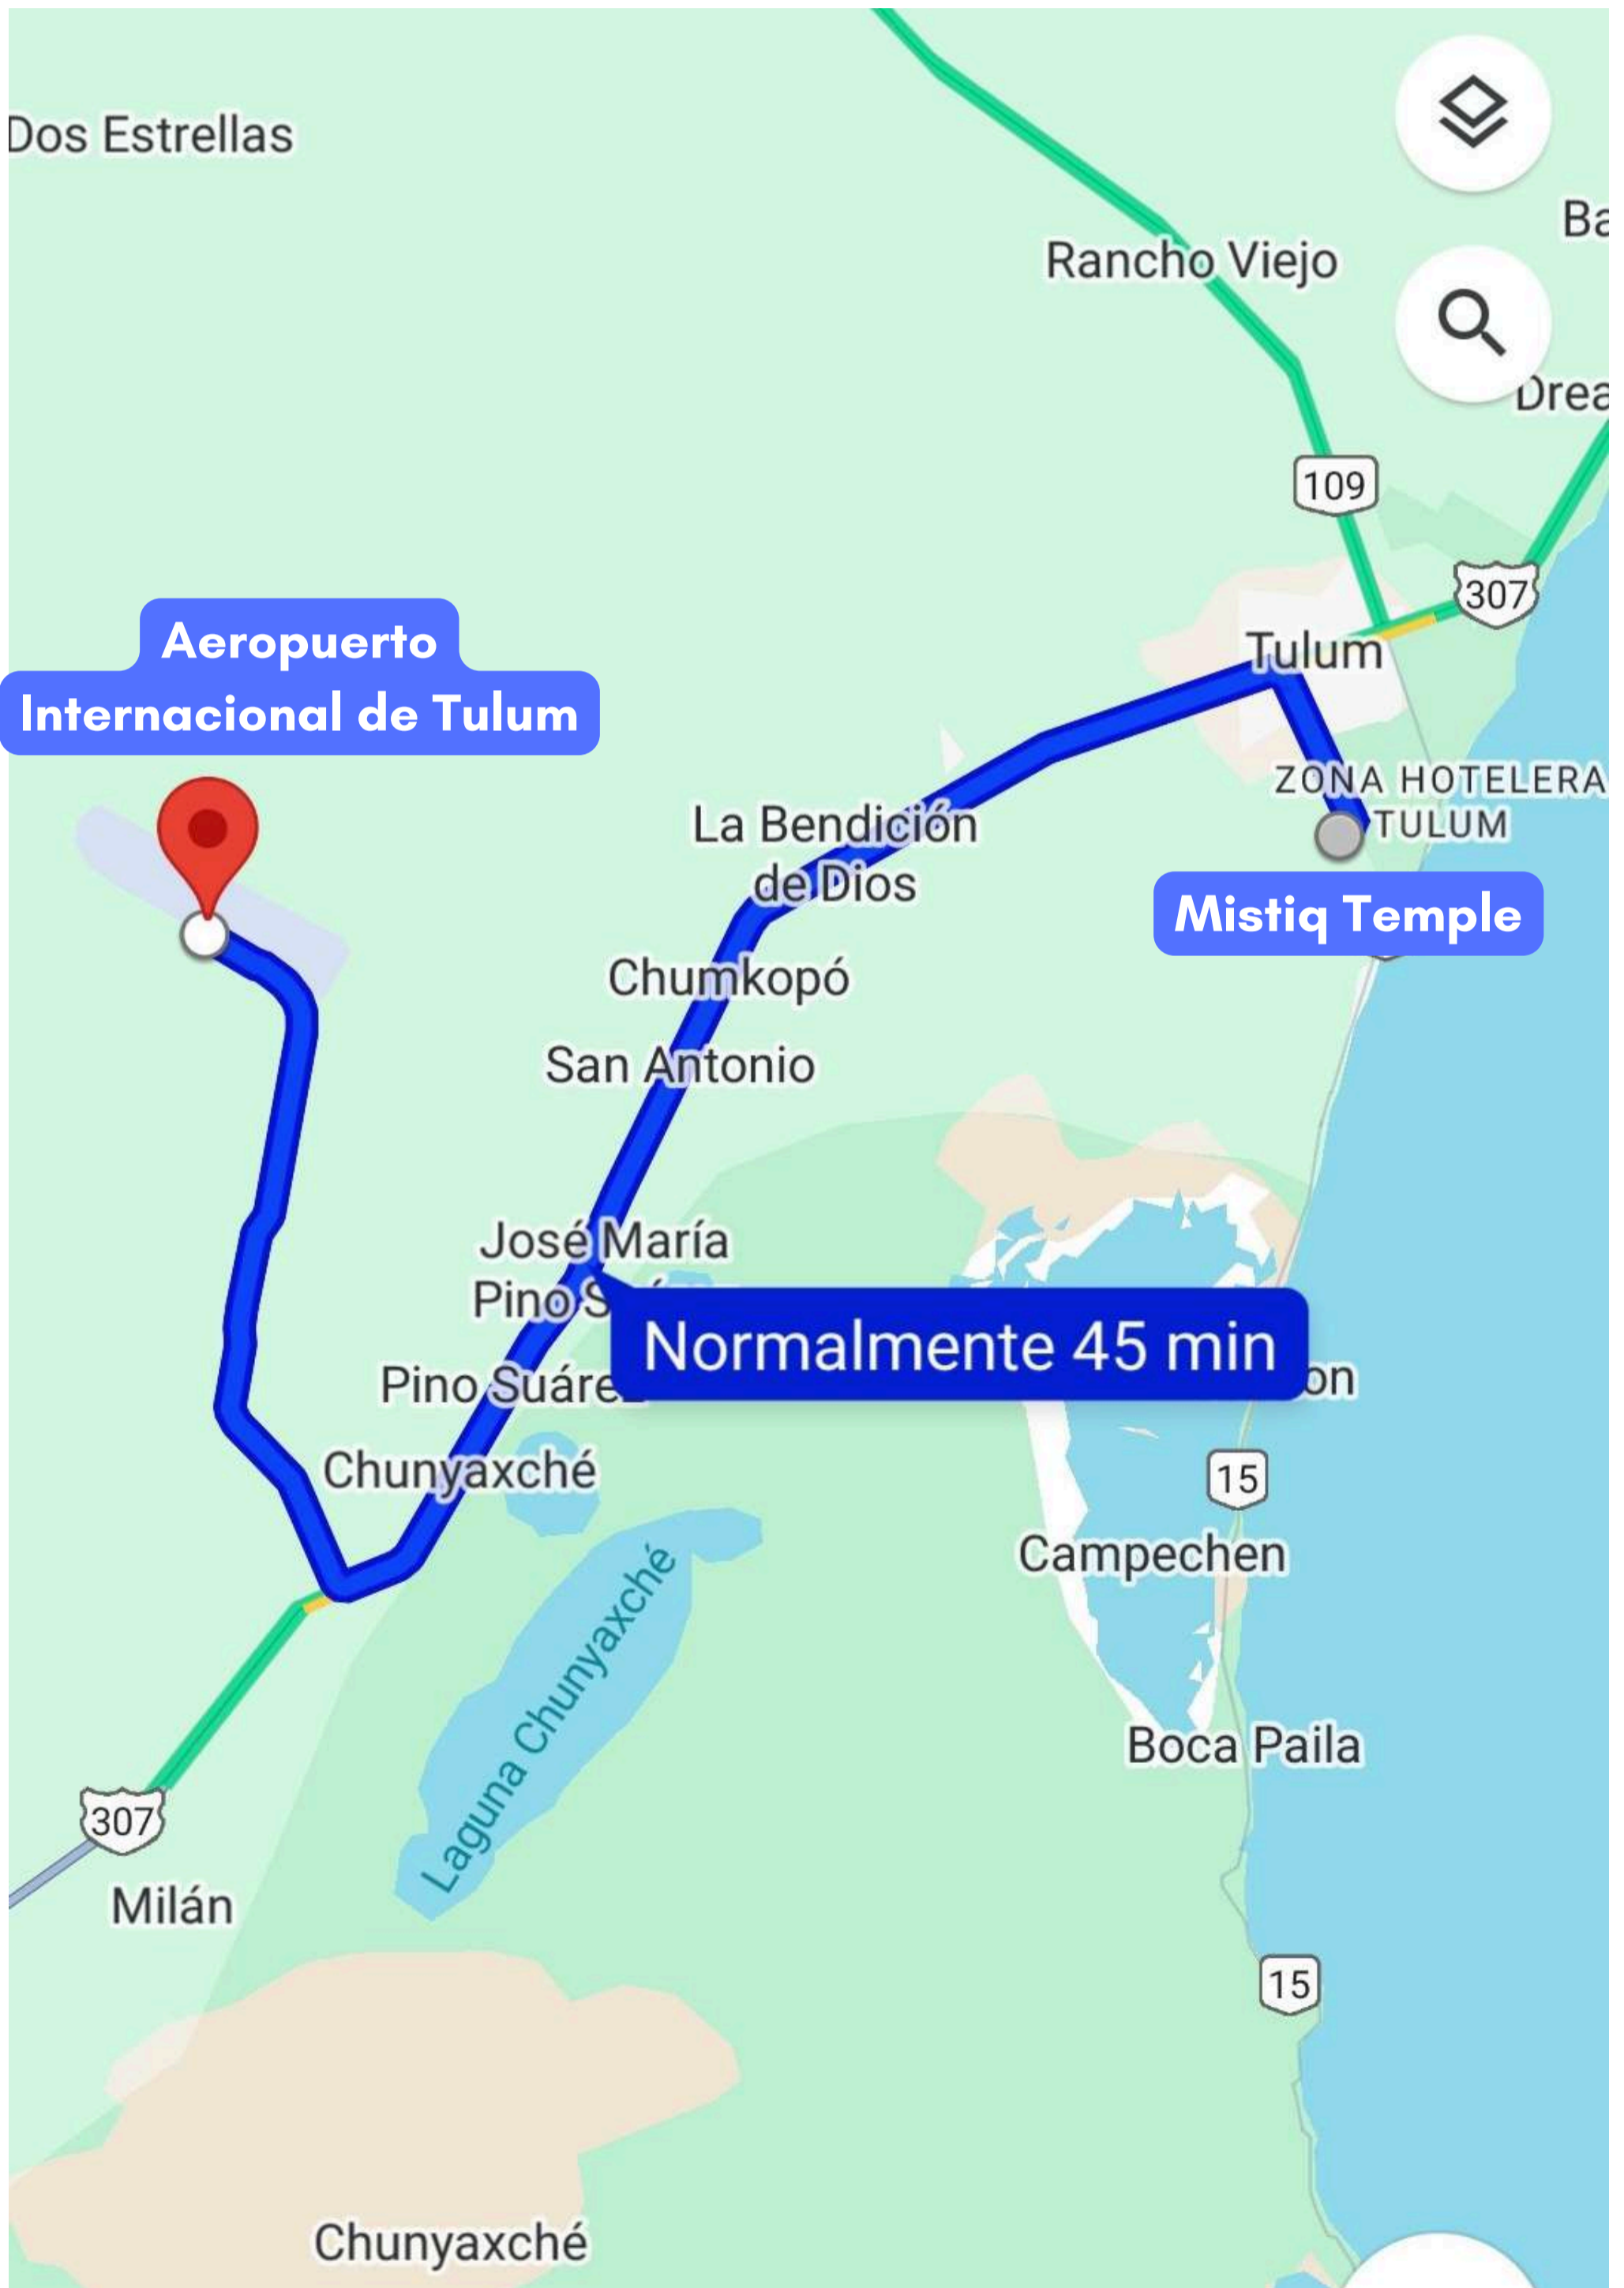 Dos Estrellas
Rancho Viejo
109
307
Tulum
Aeropuerto
Internacional de Tulum
ZONA HOTELERA
TULUM
La Bendición
de Dios
Mistiq Temple
Chumkopó
San Antonio
José María
Pino
Normalmente 45 min
Pino Suárez
Chunyaxché
15
Campechen
Laguna Chunyaxché
Boca Paila
307
Milán
15
Chunyaxché